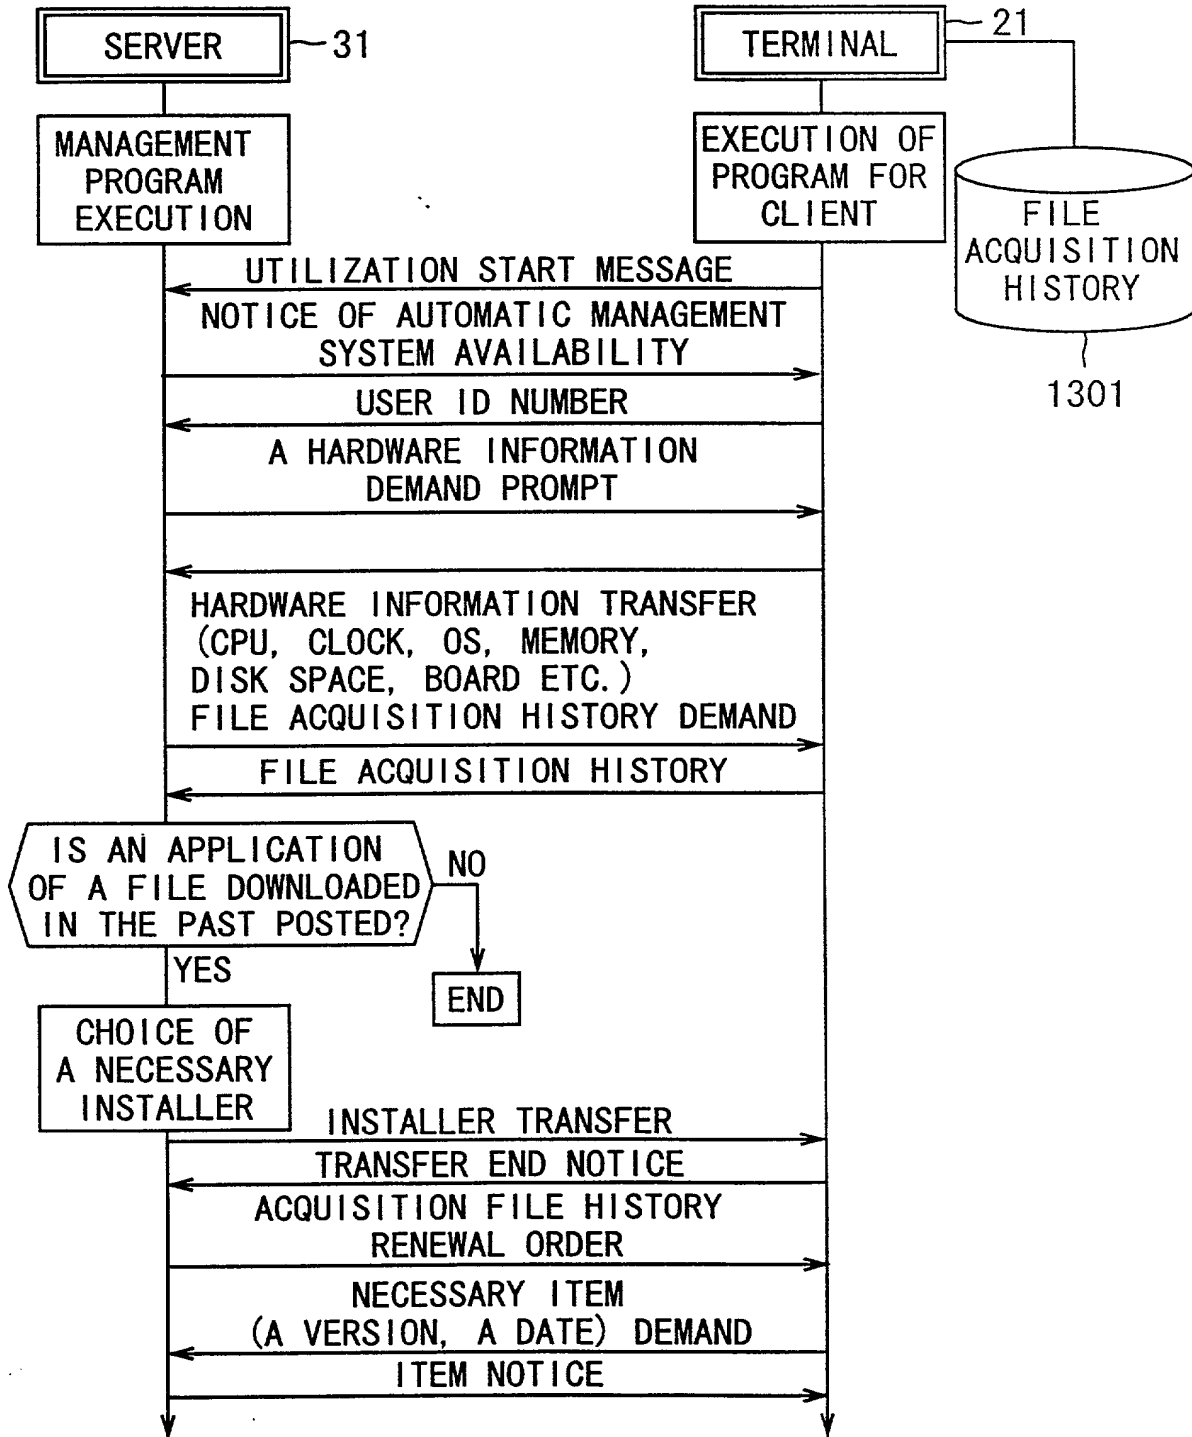 SERVER
31
TERMINAL
21
MANAGEMENT
PROGRAM
EXECUTION
EXECUTION OF
PROGRAM FOR
CLIENT
FILE
ACQUISITION
HISTORY
1301
UTILIZATION START MESSAGE
NOTICE OF AUTOMATIC MANAGEMENT
SYSTEM AVAILABILITY
USER ID NUMBER
A HARDWARE INFORMATION
DEMAND PROMPT
HARDWARE INFORMATION TRANSFER
(CPU, CLOCK, OS, MEMORY,
DISK SPACE, BOARD ETC.)
FILE ACQUISITION HISTORY DEMAND
FILE ACQUISITION HISTORY
IS AN APPLICATION
OF A FILE DOWNLOADED
IN THE PAST POSTED?
NO
END
YES
CHOICE OF
A NECESSARY
INSTALLER
INSTALLER TRANSFER
TRANSFER END NOTICE
ACQUISITION FILE HISTORY
RENEWAL ORDER
NECESSARY ITEM
(A VERSION, A DATE) DEMAND
ITEM NOTICE